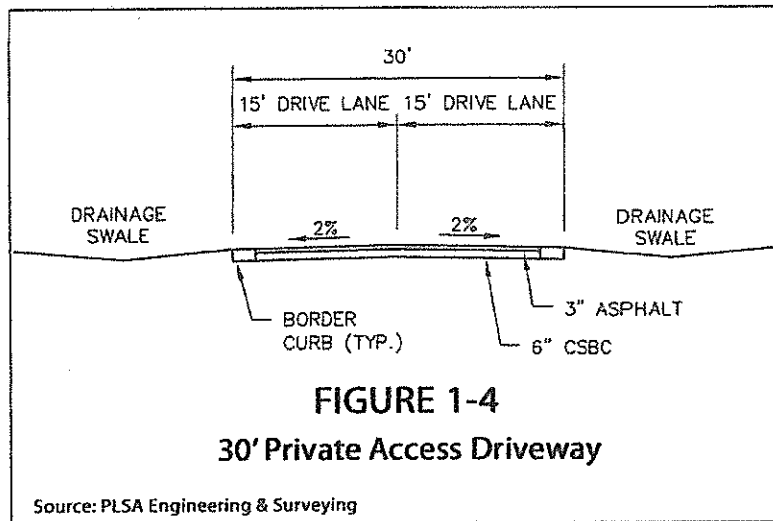 30'
15' DRIVE LANE 15' DRIVE LANE
DRAINAGE
SWALE
2%
2%
DRAINAGE
SWALE
BORDER
CURB (TYP.)
3" ASPHALT
6" CSBC
FIGURE 1-4
30' Private Access Driveway
Source: PLSA Engineering & Surveying